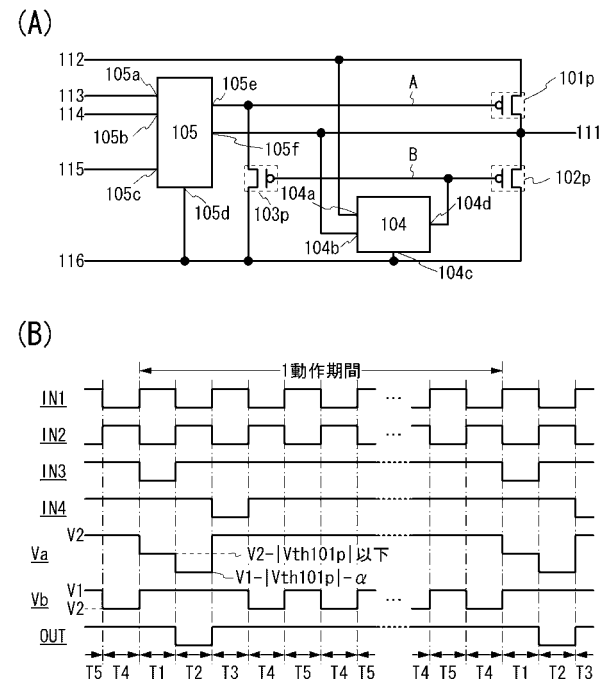 (A)
112
113
114
115
116
105a
105b
105c
105d
105e
105f
105
A
B
101p
111
102p
103p
104a
104b
104c
104d
104
(B)
1動作期間
IN1
IN2
IN3
IN4
V2
Va
V2-|Vth101p|以下
V1-|Vth101p|-α
V1
Vb
V2
OUT
...
...
...
T5 T4 T1 T2 T3 T4 T5 T4 T5 T4 T5 T4 T1 T2 T3